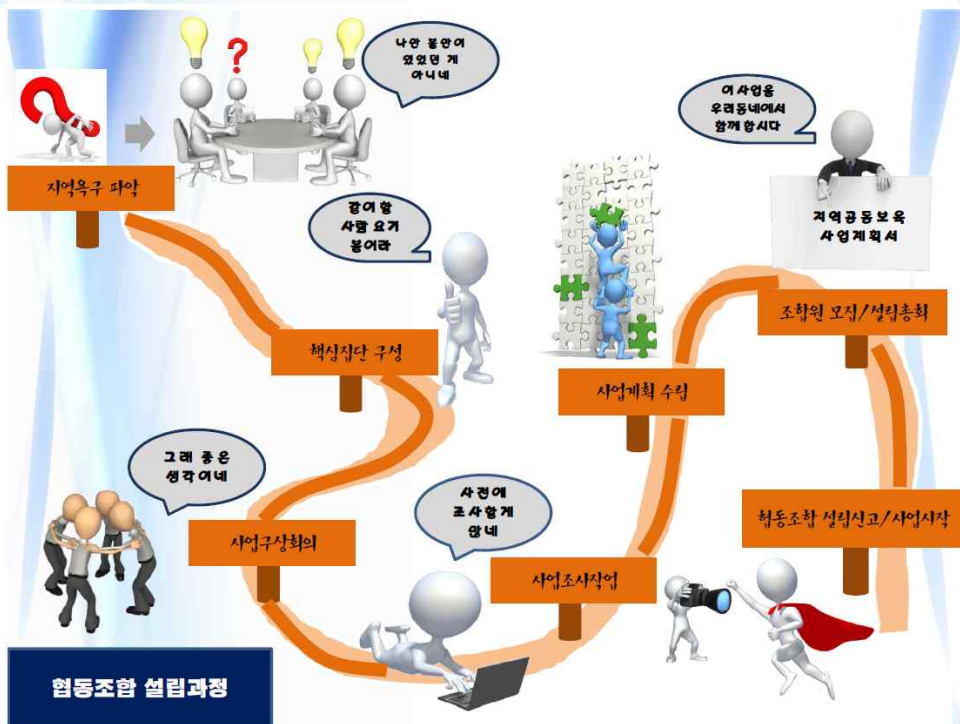 나만 불만이
있었던 게
아니네
?
지역욕구 파악
같이 할
사람 요기
붙어라
핵심집단 구성
그래 좋은
생각이네
사업구상회의
사전에
조사할게
많네
사업조사작업
사업계획 수립
이사업을
우리동네에서
함께합시다
지역공동보육
사업계획서
조합원 모집/설립총회
협동조합 설립신고/사업시작
협동조합 설립과정